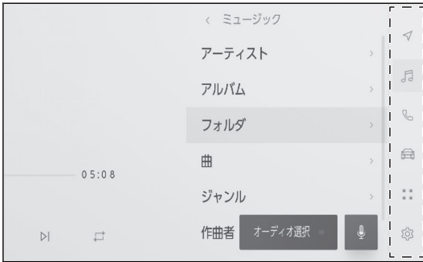 ミュージック
アーティスト
アルバム
フォルダ
曲
05:08
ジャンル
作曲者
オーディオ選択